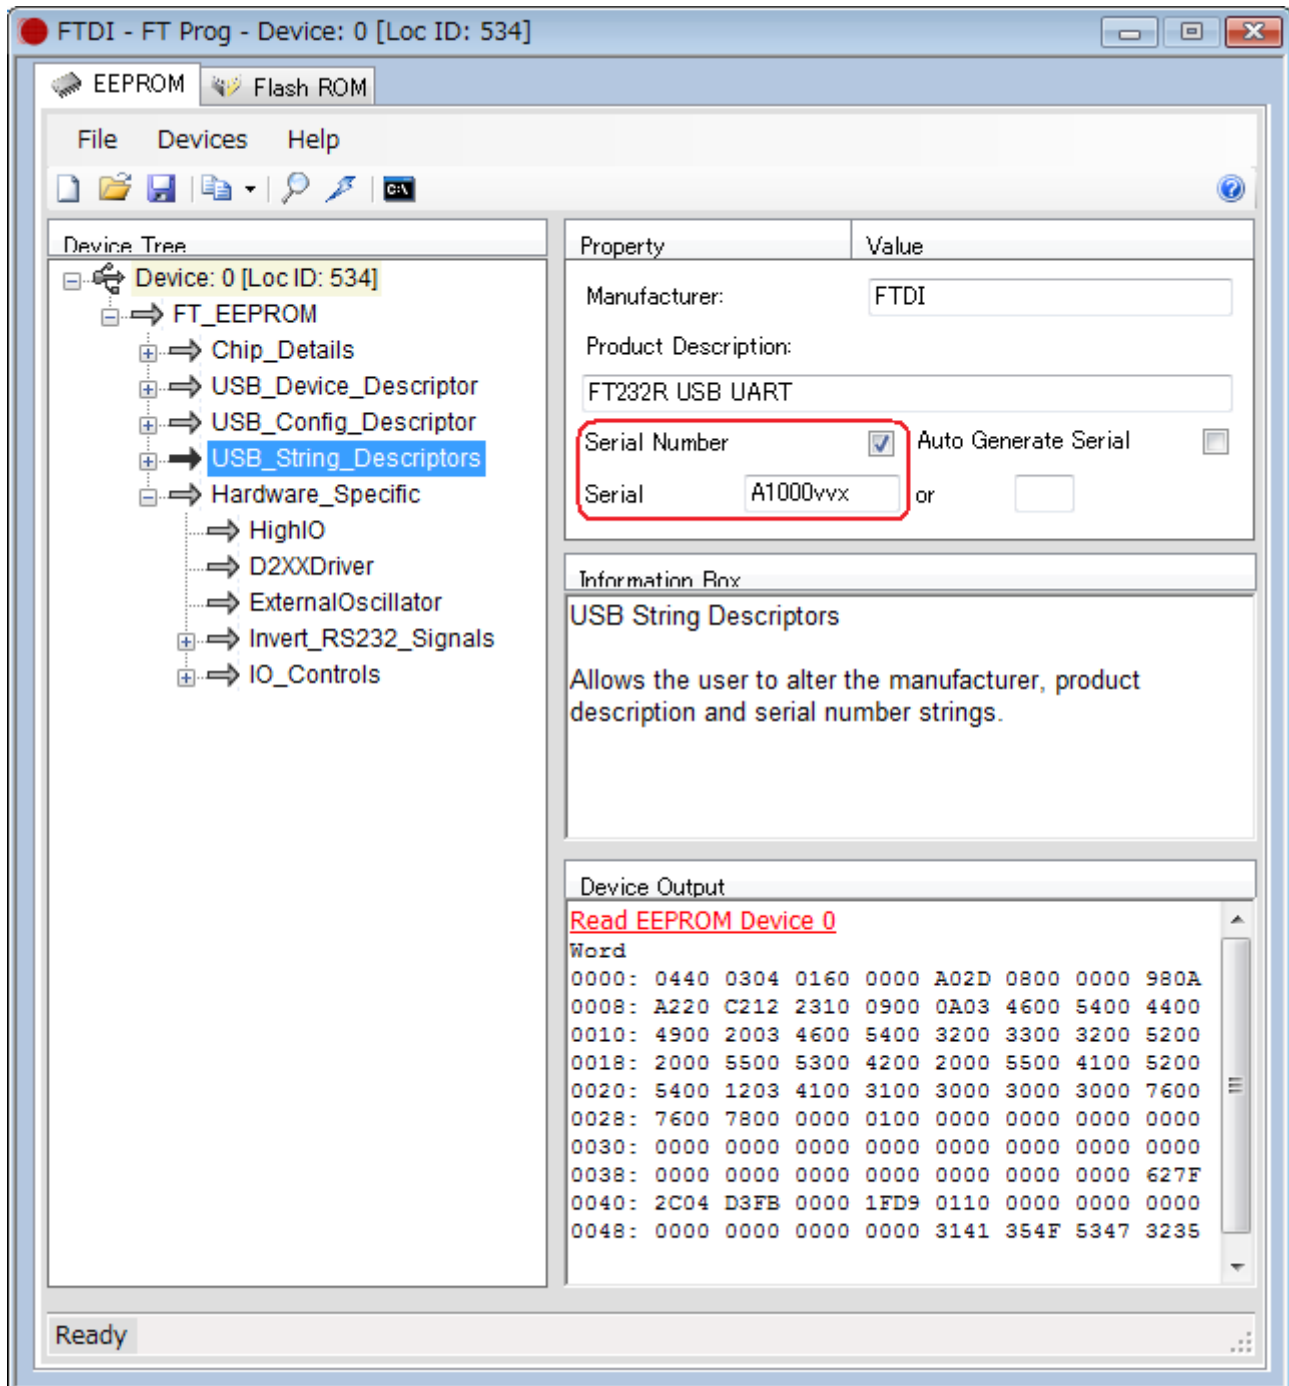 FTDI - FT Prog - Device: 0 [Loc ID: 534]
EEPROM Flash ROM
File Devices Help
C:\
Device Tree
Device: 0 [Loc ID: 534]
FT_EEPROM
Chip_Details
USB_Device_Descriptor
USB_Config_Descriptor
USB_String_Descriptors
Hardware_Specific
HighIO
D2XXDriver
ExternalOscillator
Invert_RS232_Signals
IO_Controls
Property Value
Manufacturer: FTDI
Product Description:
FT232R USB UART
Serial Number Auto Generate Serial
Serial A1000vvx or
Information Box
USB String Descriptors
Allows the user to alter the manufacturer, product
description and serial number strings.
Device Output
Read EEPROM Device 0
Word
0000: 0440 0304 0160 0000 A02D 0800 0000 980A
0008: A220 C212 2310 0900 0A03 4600 5400 4400
0010: 4900 2003 4600 5400 3200 3300 3200 5200
0018: 2000 5500 5300 4200 2000 5500 4100 5200
0020: 5400 1203 4100 3100 3000 3000 3000 7600
0028: 7600 7800 0000 0100 0000 0000 0000 0000
0030: 0000 0000 0000 0000 0000 0000 0000 0000
0038: 0000 0000 0000 0000 0000 0000 0000 627F
0040: 2C04 D3FB 0000 1FD9 0110 0000 0000 0000
0048: 0000 0000 0000 0000 3141 354F 5347 3235
Ready